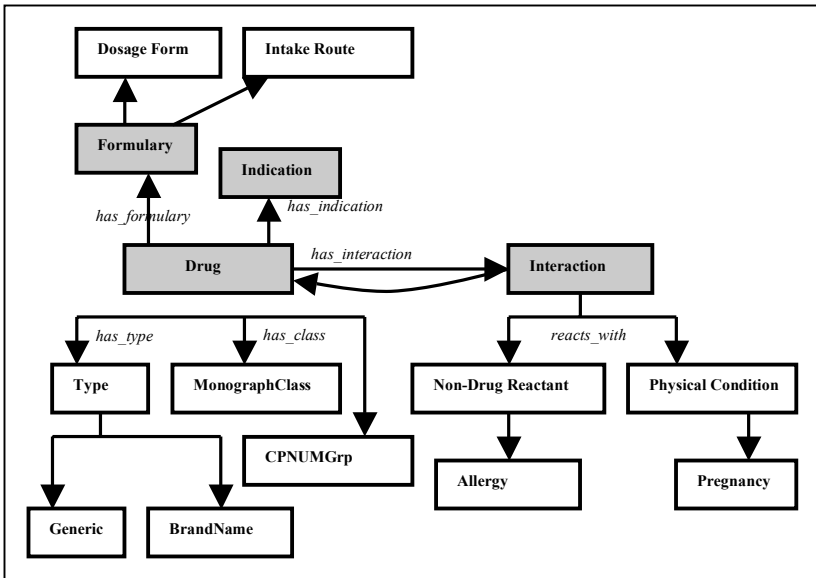 Dosage Form
Intake Route
Formulary
Indication
has_formulary
has_indication
Drug
has_interaction
Interaction
has_type
has_class
reacts_with
Type
MonographClass
Non-Drug Reactant
Physical Condition
CPNUMGrp
Allergy
Pregnancy
Generic
BrandName